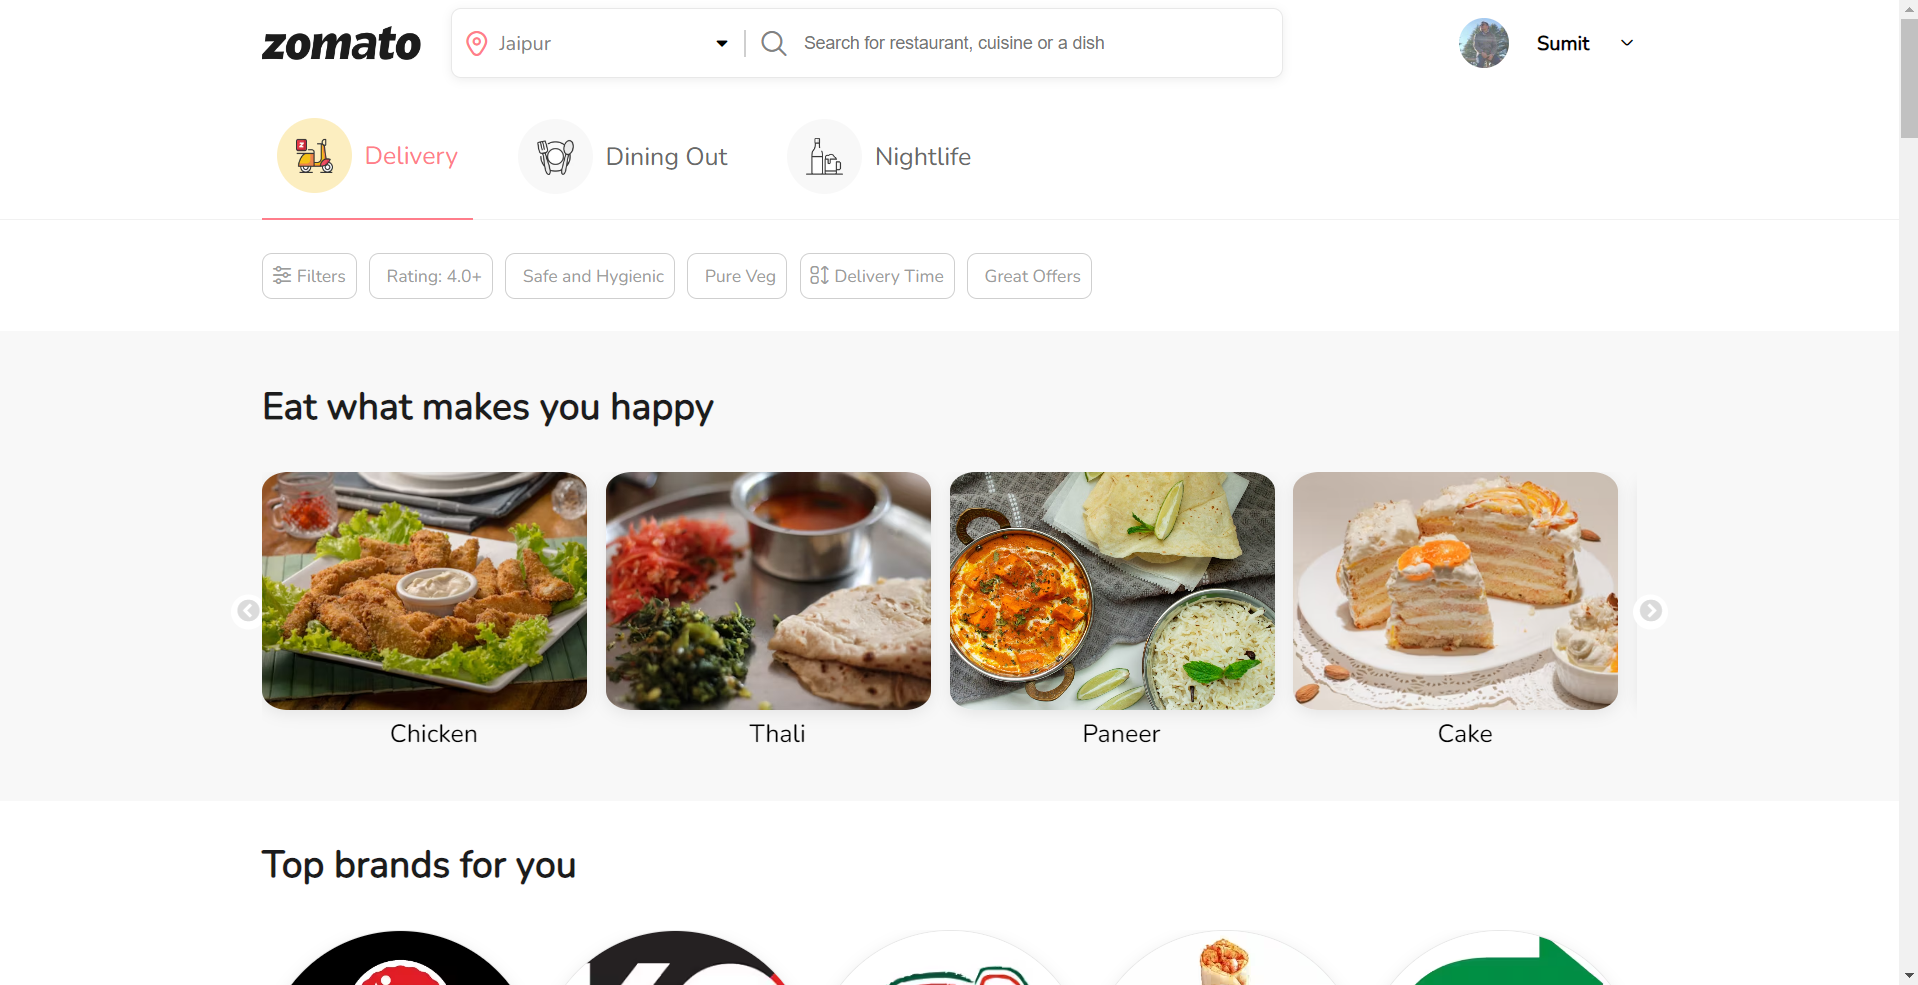 zomato
Jaipur
Search for restaurant, cuisine or a dish
Sumit
Delivery
Dining Out
Nightlife
Filters
Rating: 4.0+
Safe and Hygienic
Pure Veg
Delivery Time
Great Offers
Eat what makes you happy
Chicken
Thali
Paneer
Cake
Top brands for you